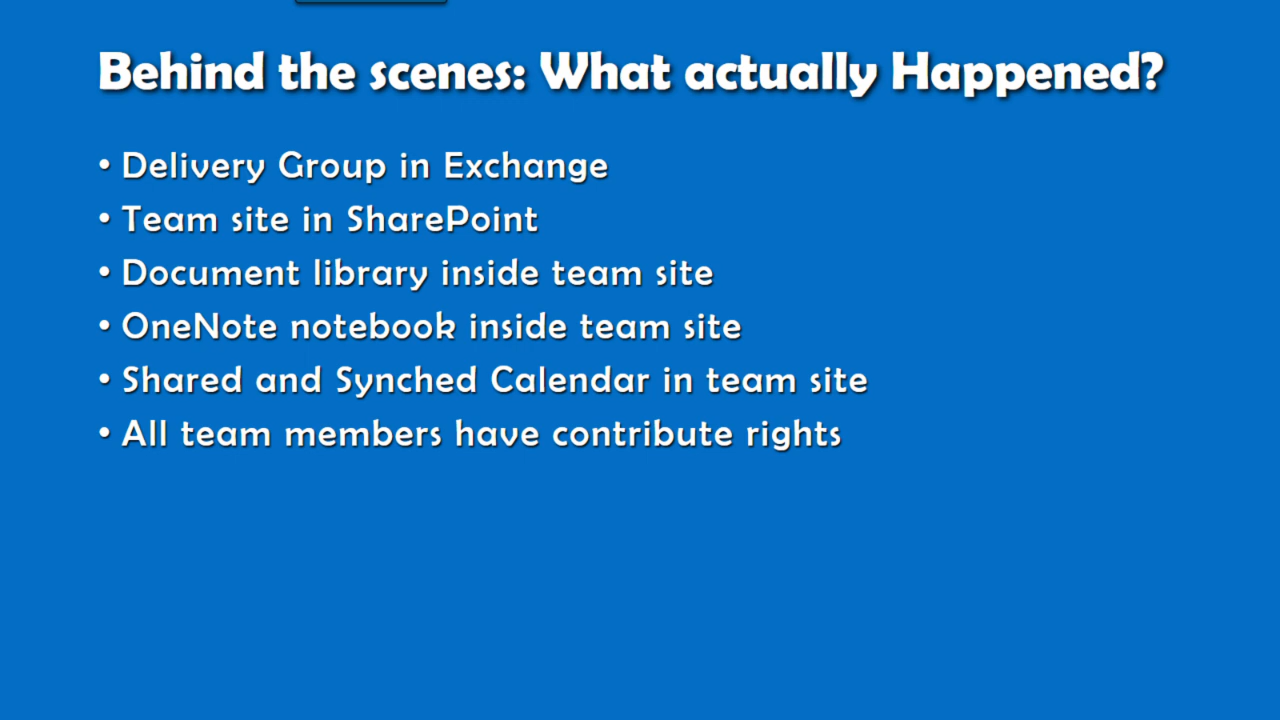 Behind the scenes: What actually Happened?
• Delivery Group in Exchange
• Team site in SharePoint
• Document library inside team site
• OneNote notebook inside team site
• Shared and Synched Calendar in team site
• All team members have contribute rights